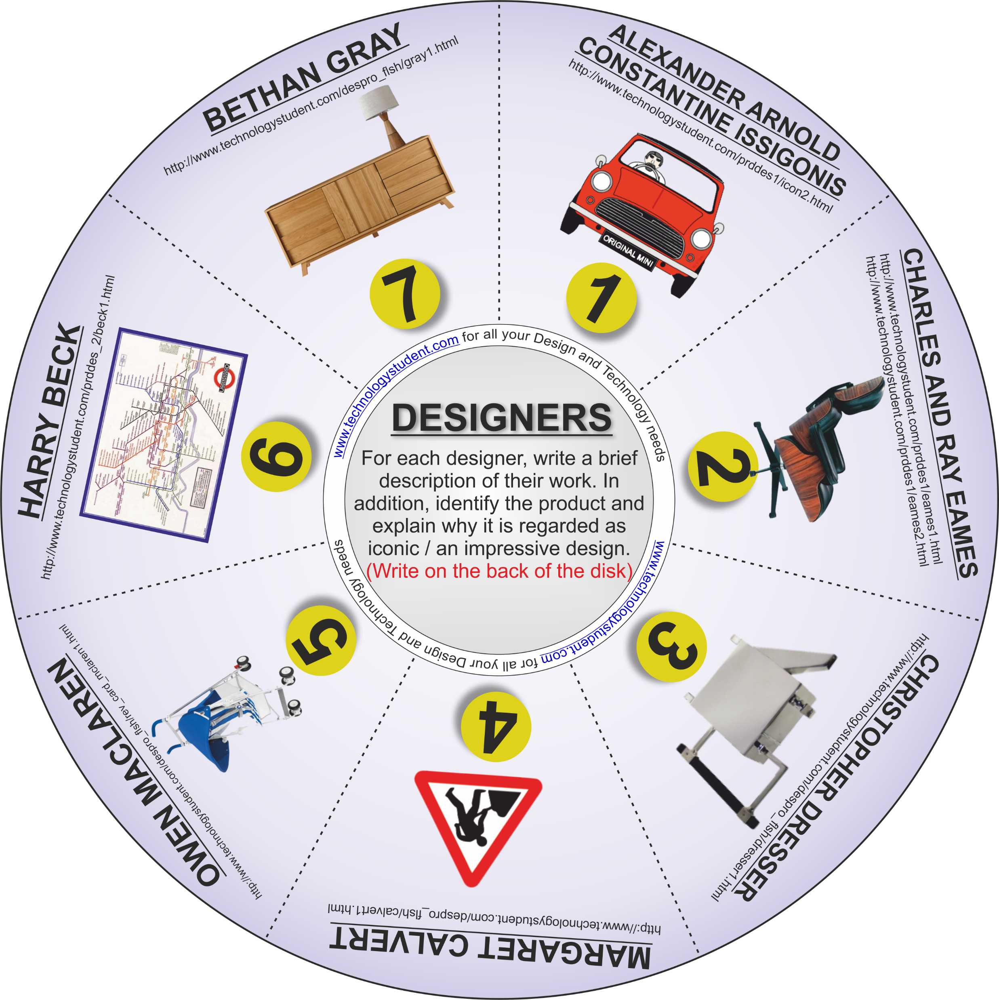 DESIGNERS
For each designer, write a brief
description of their work. In
addition, identify the product and
explain why it is regarded as
iconic / an impressive design.
(Write on the back of the disk)
www.technologystudent.com for all your Design and Technology needs
www.technologystudent.com for all your Design and Technology needs
ALEXANDER ARNOLD
CONSTANTINE ISSIGONIS
http://www.technologystudent.com/prddes1/icon2.html
ORIGINAL MINI
1
CHARLES AND RAY EAMES
http://www.technologystudent.com/prddes1/eames1.html
http://www.technologystudent.com/prddes1/eames2.html
2
CHRISTOPHER DRESSER
http://www.technologystudent.com/despro_flsh/dressser1.html
3
MARGARET CALVERT
http://www.technologystudent.com/despro_flsh/calvert1.html
4
OWEN MACLAREN
http://www.technologystudent.com/despro_flsh/rev_card_mclaren1.html
5
HARRY BECK
http://www.technologystudent.com/prddes_2/beck1.html
6
BETHAN GRAY
http://www.technologystudent.com/despro_flsh/gray1.html
7